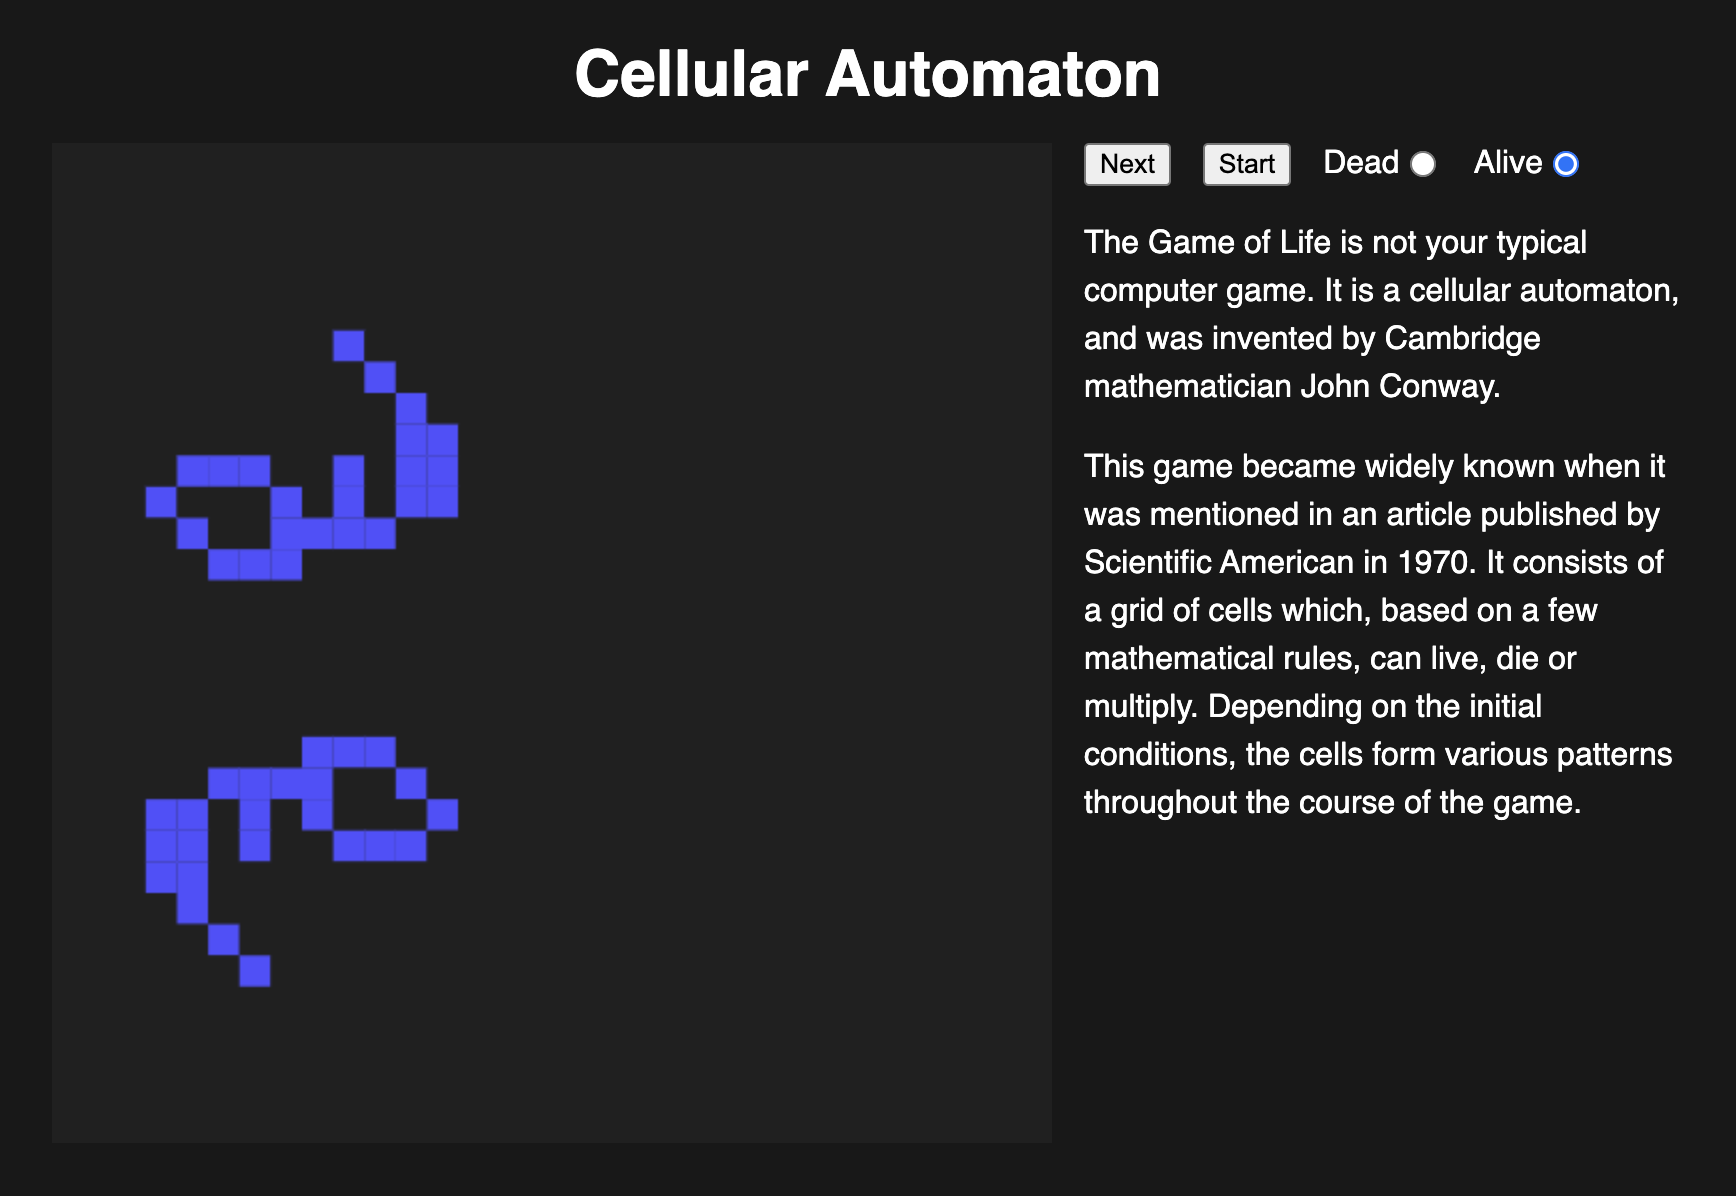 Cellular Automaton
Next Start Dead Alive
The Game of Life is not your typical
computer game. It is a cellular automaton,
and was invented by Cambridge
mathematician John Conway.
This game became widely known when it
was mentioned in an article published by
Scientific American in 1970. It consists of
a grid of cells which, based on a few
mathematical rules, can live, die or
multiply. Depending on the initial
conditions, the cells form various patterns
throughout the course of the game.